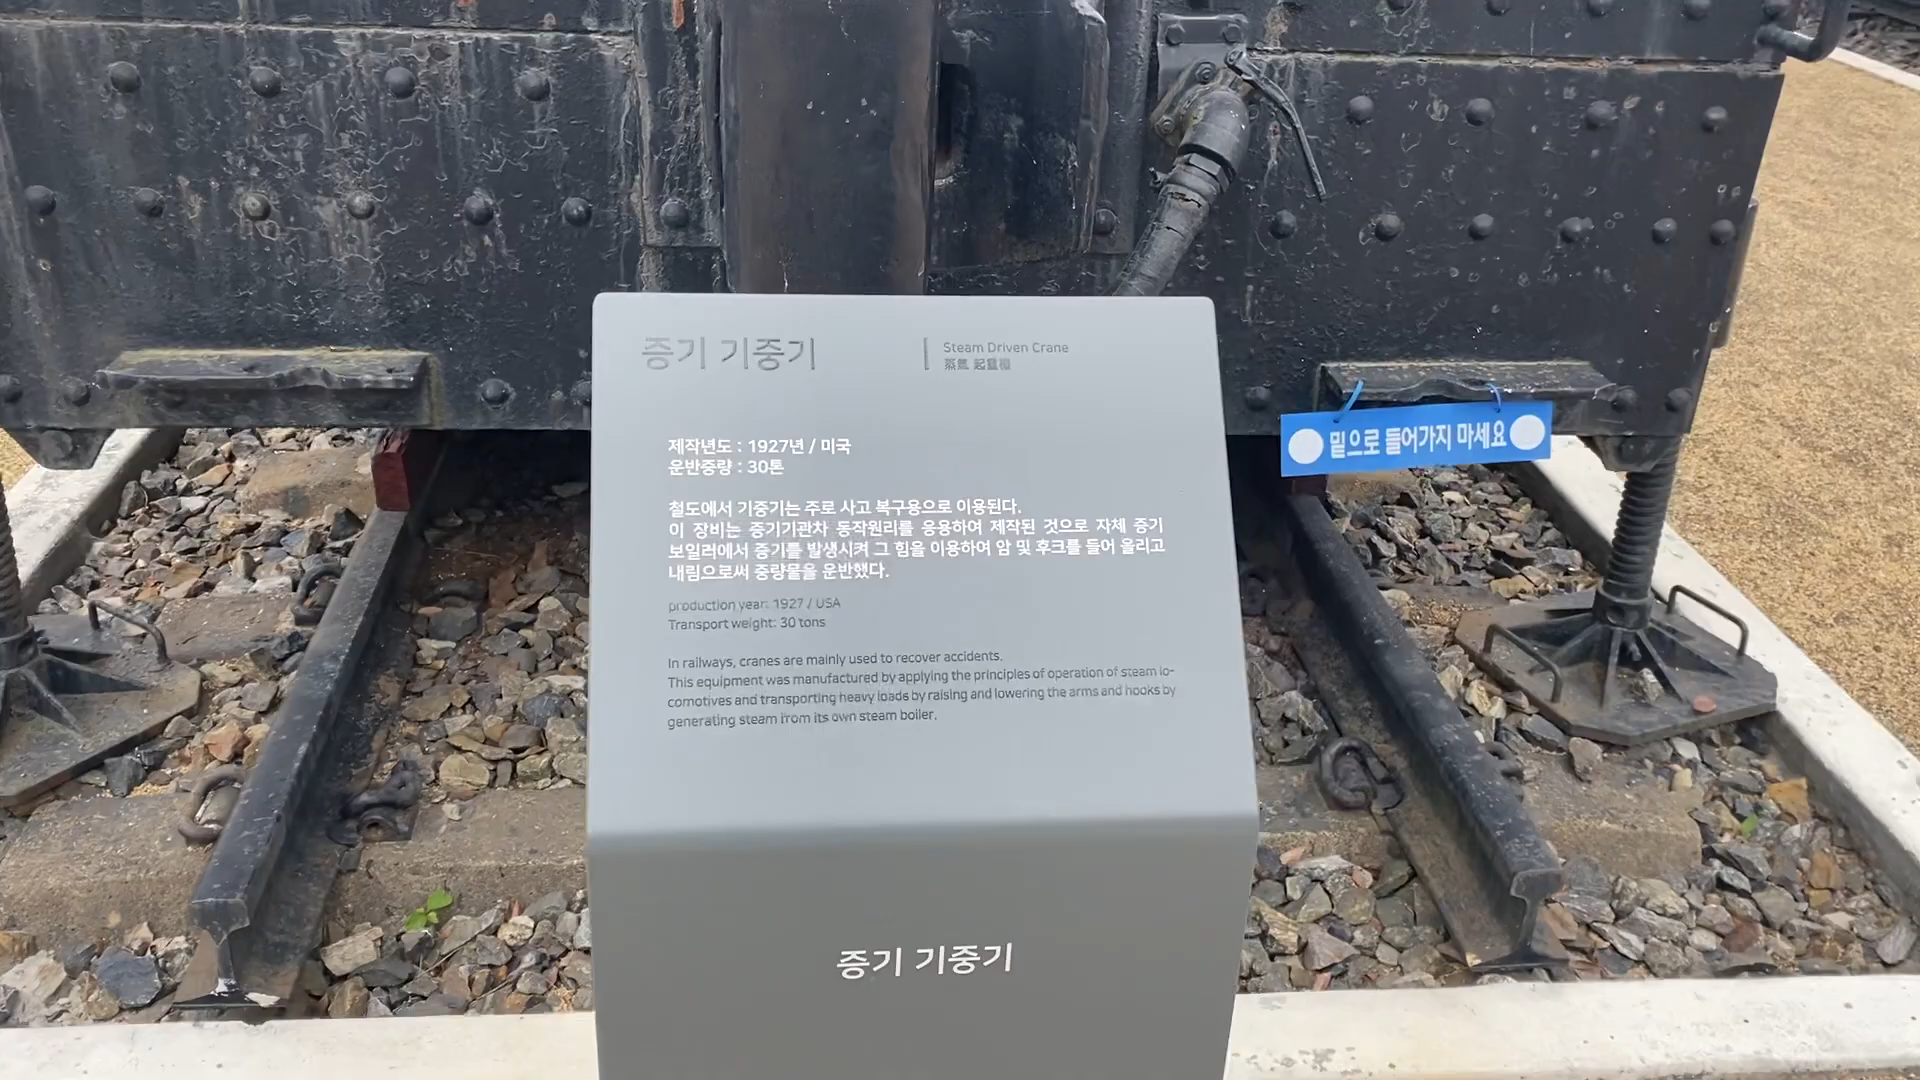 증기 기중기
Steam Driven Crane
蒸氣 起重機
제작년도 : 1927년 / 미국
운반중량 : 30톤
철도에서 기중기는 주로 사고 복구용으로 이용된다.
이 장비는 증기기관차 동작원리를 응용하여 제작된 것으로 자체 증기
보일러에서 증기를 발생시켜 그 힘을 이용하여 암 및 후크를 들어 올리고
내림으로써 중량물을 운반했다.
production year: 1927 / USA
Transport weight: 30 tons
In railways, cranes are mainly used to recover accidents.
This equipment was manufactured by applying the principles of operation of steam lo-
comotives and transporting heavy loads by raising and lowering the arms and hooks by
generating steam from its own steam boiler.
증기 기중기
밑으로 들어가지 마세요